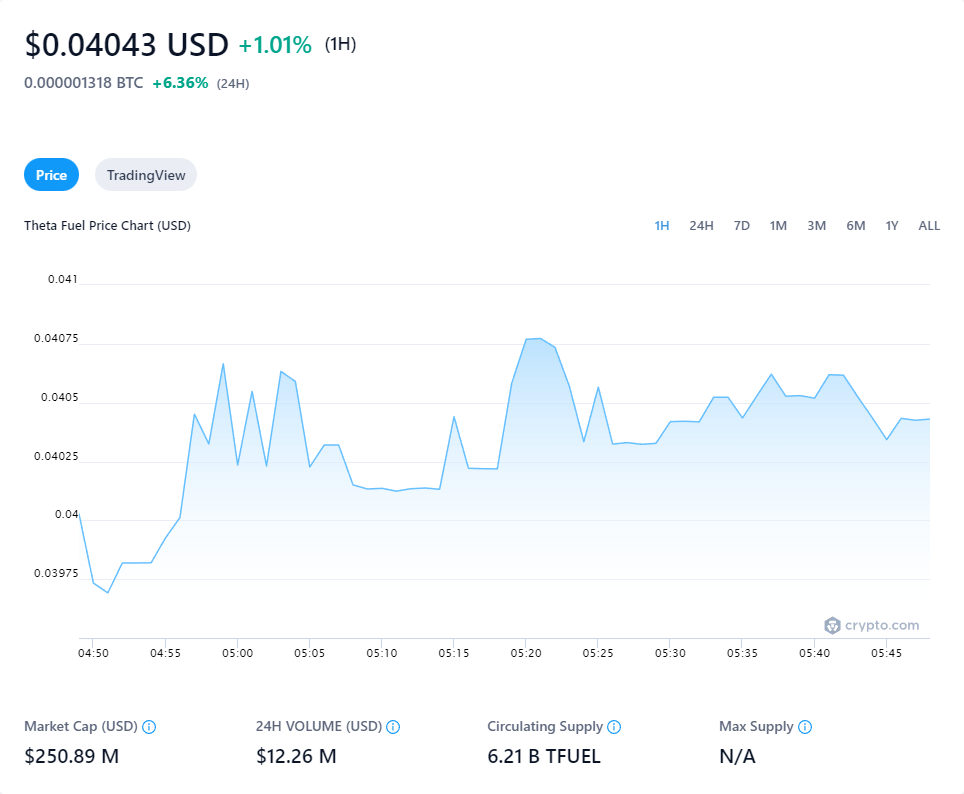 $0.04043 USD +1.01% (1H)
0.000001318 BTC +6.36% (24H)
Price TradingView
Theta Fuel Price Chart (USD) 1H 24H 7D 1M 3M 6M 1Y ALL
0.041
0.04075
0.0405
0.04025
0.04
0.03975
crypto.com
04:50 04:55 05:00 05:05 05:10 05:15 05:20 05:25 05:30 05:35 05:40 05:45
Market Cap (USD) 24H VOLUME (USD) Circulating Supply Max Supply
$250.89 M $12.26 M 6.21 B TFUEL N/A